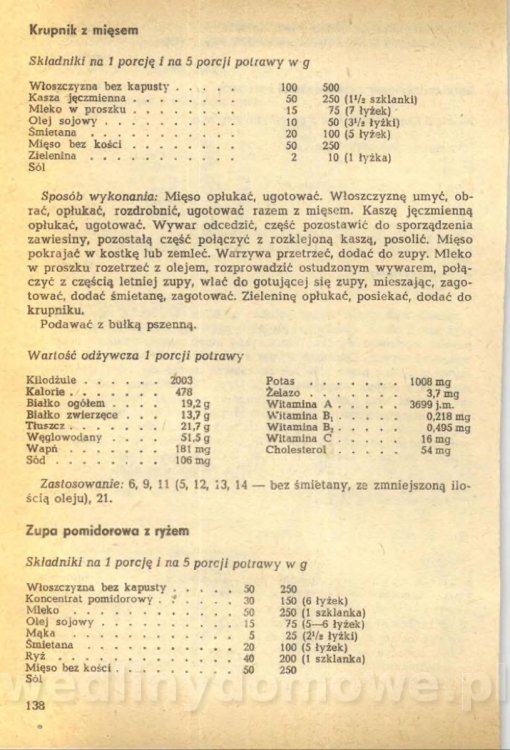 Krupnik z mięsem
Składniki na 1 porcję i na 5 porcji potrawy w g
Włoszczyzna bez kapusty . . . . . 100 500
Kasza jęczmienna . . . . . . . . 50 250 (1¹/₂ szklanki)
Mleko w proszku . . . . . . . . 15 75 (7 łyżek)
Olej sojowy . . . . . . . . . . 10 50 (3¹/₂ łyżki)
Śmietana . . . . . . . . . . . 20 100 (5 łyżek)
Mięso bez kości . . . . . . . . 50 250
Zielenina . . . . . . . . . . . 2 10 (1 łyżka)
Sól
Sposób wykonania: Mięso opłukać, ugotować. Włoszczyznę umyć, ob-
rać, opłukać, rozdrobnić, ugotować razem z mięsem. Kaszę jęczmienną
opłukać, ugotować. Wywar odcedzić, część pozostawić do sporządzenia
zawiesiny, pozostałą część połączyć z rozklejoną kaszą, posolić. Mięso
pokrajać w kostkę lub zemleć. Warzywa przetrzeć, dodać do zupy. Mleko
w proszku rozetrzeć z olejem, rozprowadzić ostudzonym wywarem, połą-
czyć z częścią letniej zupy, wlać do gotującej się zupy, mieszając, zago-
tować, dodać śmietanę, zagotować. Zieleninę opłukać, posiekać, dodać do
krupniku.
Podawać z bułką pszenną.
Wartość odżywcza 1 porcji potrawy
Kilodżule . . . . . . 2003
Kalorie . . . . . . . 478
Białko ogółem . . . . 19,2 g
Białko zwierzęce . . . 13,7 g
Tłuszcz . . . . . . . 21,7 g
Węglowodany . . . . 51,5 g
Wapń . . . . . . . . 181 mg
Sód . . . . . . . . . 106 mg
Potas . . . . . . . 1008 mg
Żelazo . . . . . . . 3,7 mg
Witamina A . . . . . 3699 j.m.
Witamina B₁ . . . . . 0,218 mg
Witamina B₂ . . . . . 0,495 mg
Witamina C . . . . . 16 mg
Cholesterol . . . . . 54 mg
Zastosowanie: 6, 9, 11 (5, 12, 13, 14 — bez śmietany, ze zmniejszoną ilo-
ścią oleju), 21.
Zupa pomidorowa z ryżem
Składniki na 1 porcję i na 5 porcji potrawy w g
Włoszczyzna bez kapusty . . . . . 50 250
Koncentrat pomidorowy . . . . . . 30 150 (6 łyżek)
Mleko . . . . . . . . . . . . 50 250 (1 szklanka)
Olej sojowy . . . . . . . . . . 15 75 (5—6 łyżek)
Mąka . . . . . . . . . . . . 5 25 (2¹/₂ łyżki)
Śmietana . . . . . . . . . . . 20 100 (5 łyżek)
Ryż . . . . . . . . . . . . . 40 200 (1 szklanka)
Mięso bez kości . . . . . . . . 50 250
Sól
wedlinydomowe.pl
138